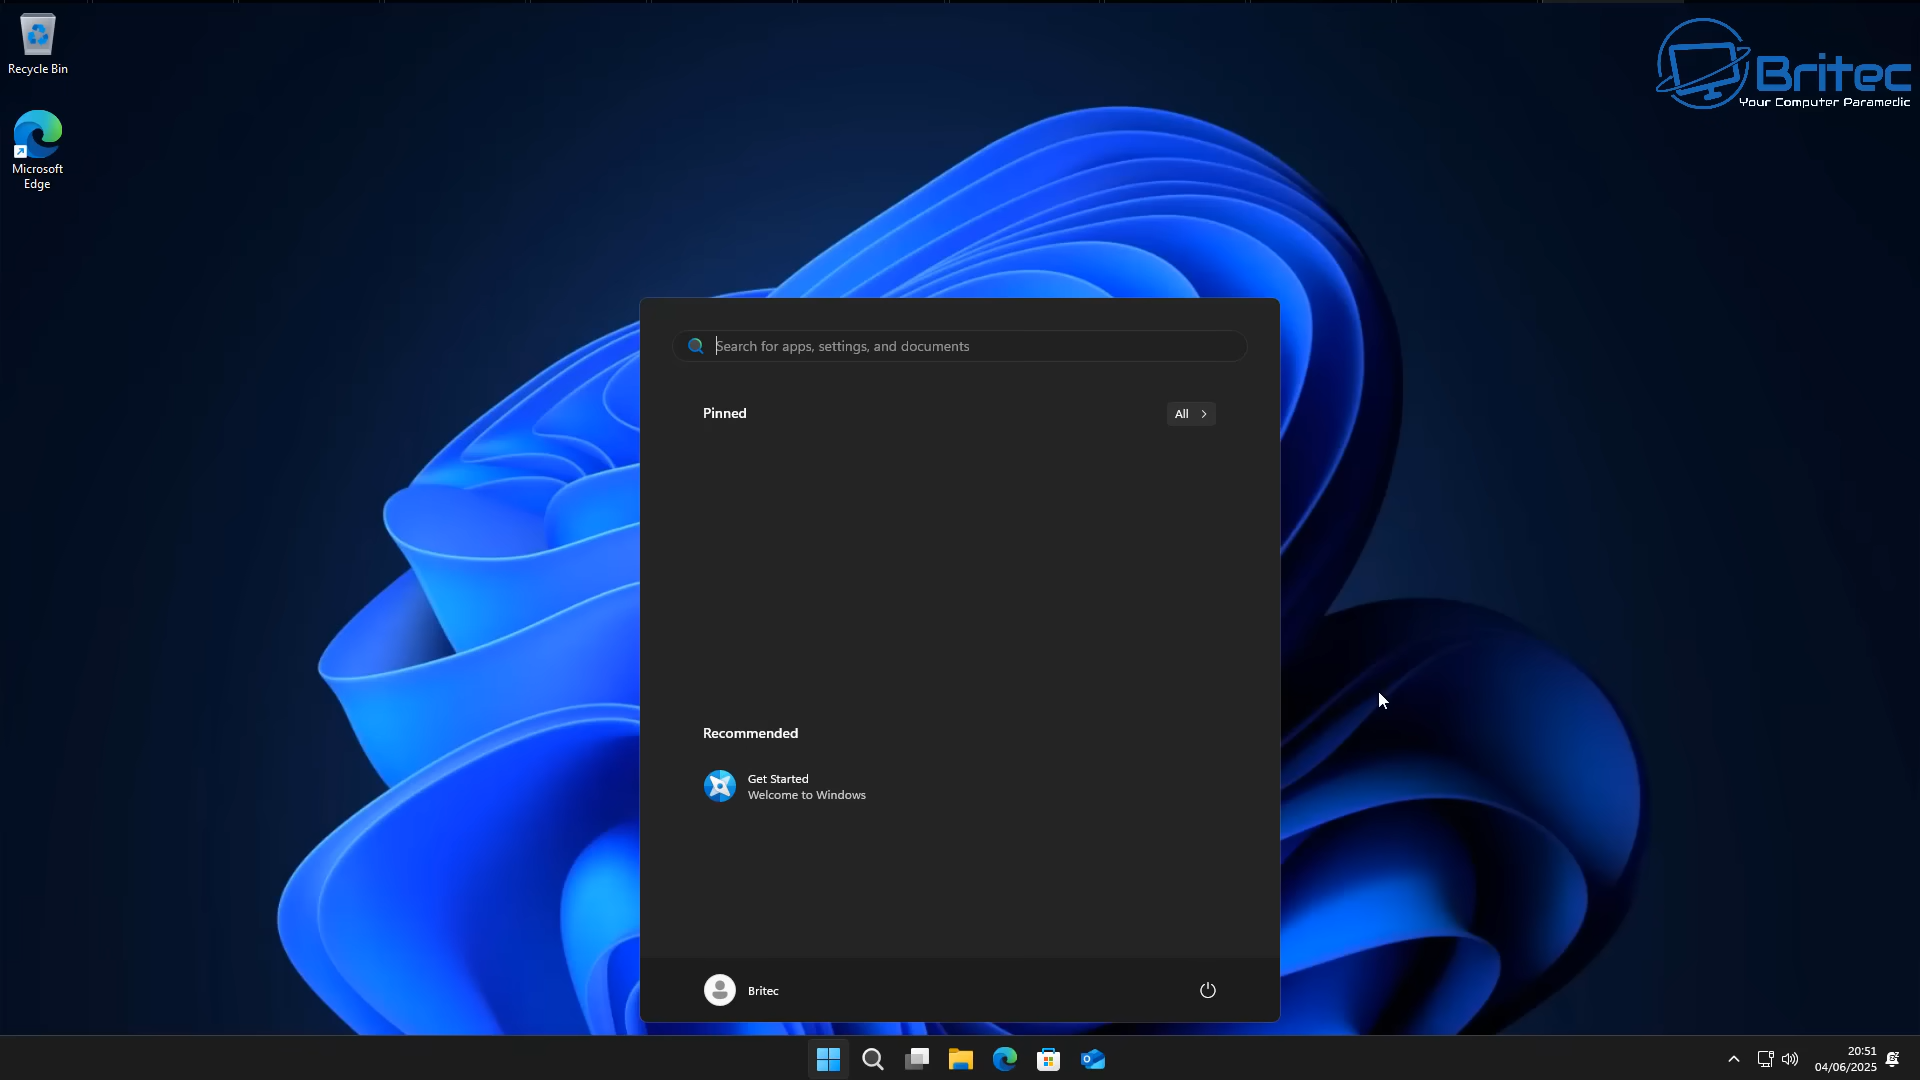 Recycle Bin
Microsoft
Edge
Britec
Your Computer Paramedic
Search for apps, settings, and documents
Pinned
All
Recommended
Get Started
Welcome to Windows
Britec
20:51
04/06/2025